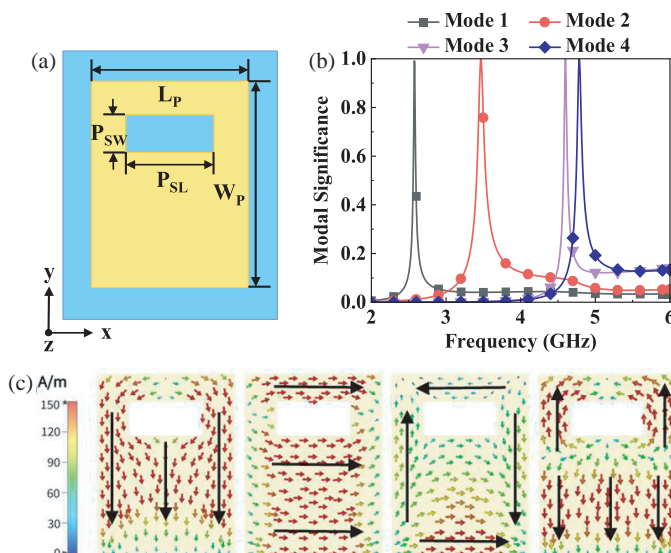 Mode 1 Mode 2
Mode 3 Mode 4
(a)
L_P
P_SW
P_SL
W_P
y
z
x
(b)
Modal Significance
1.0
0.8
0.6
0.4
0.2
0.0
2 3 4 5 6
Frequency (GHz)
(c)
A/m
150
120
90
60
30
0